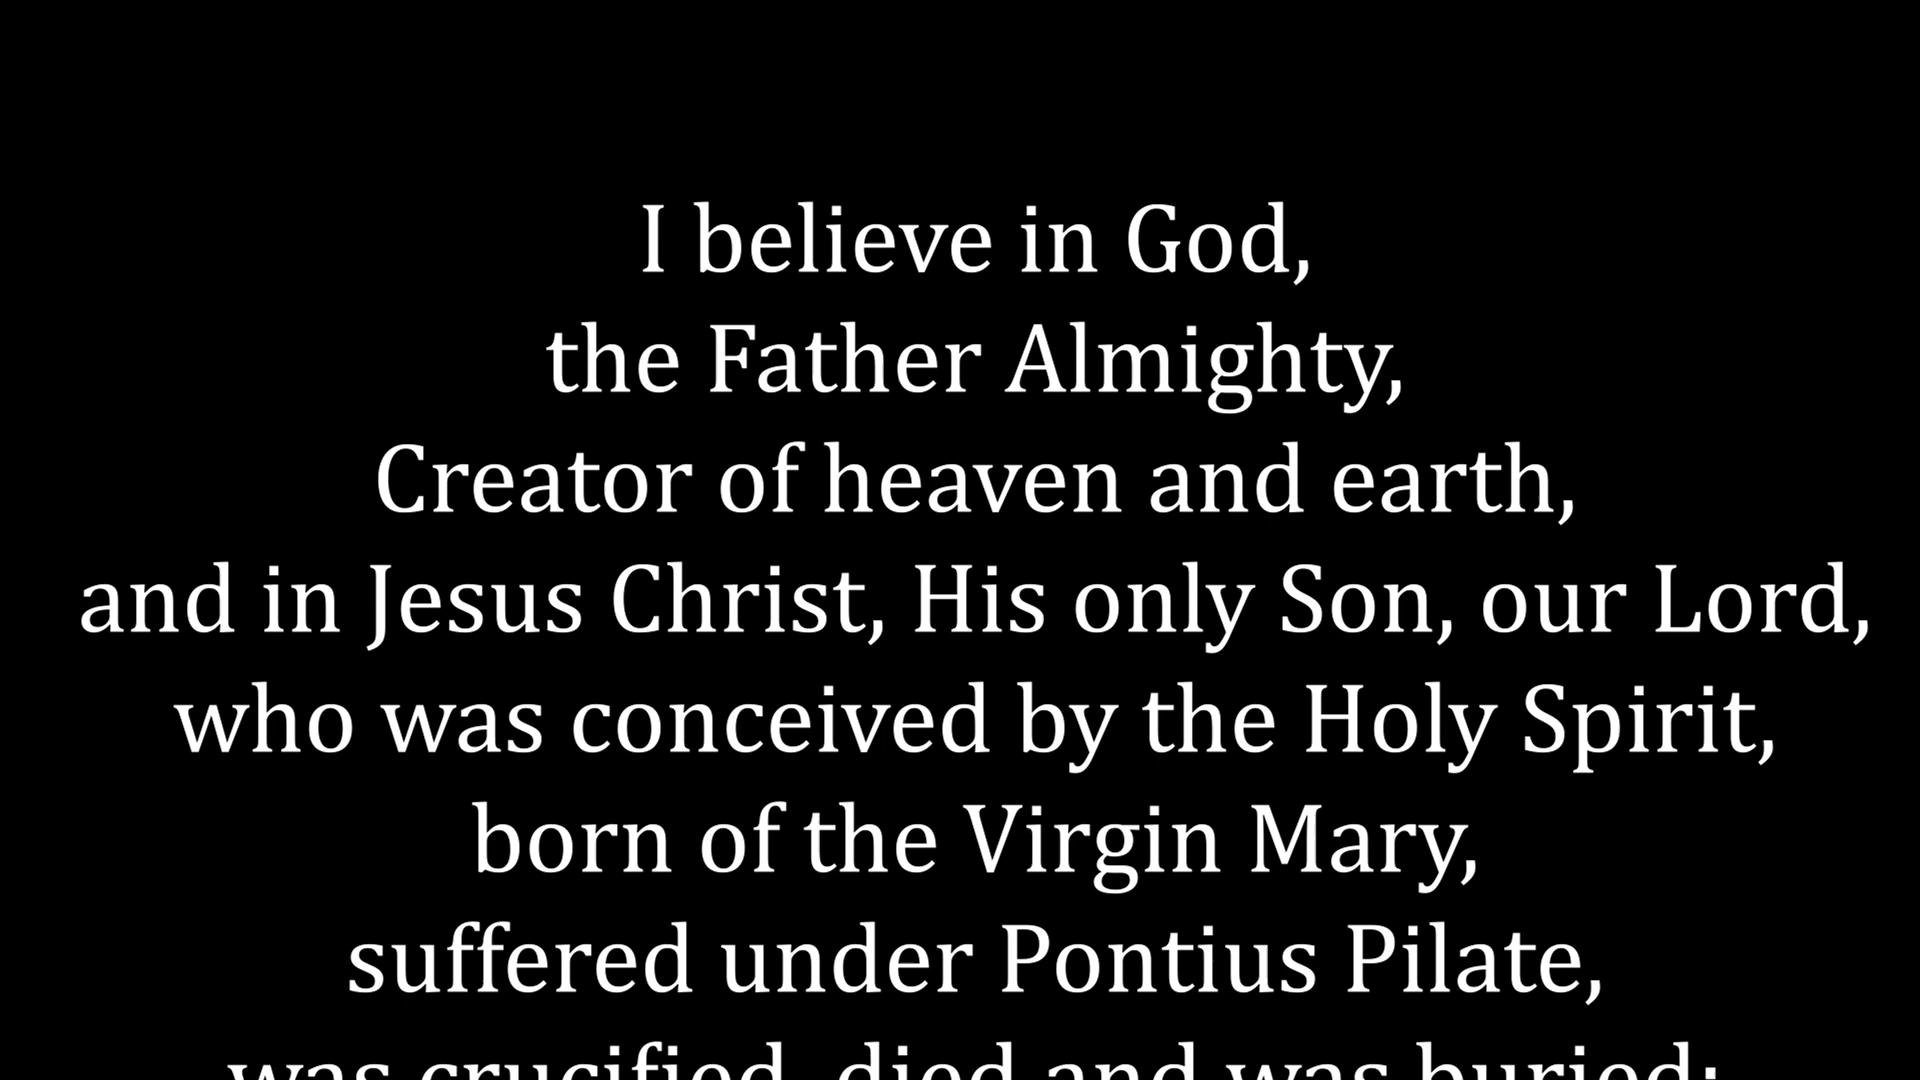 I believe in God,
the Father Almighty,
Creator of heaven and earth,
and in Jesus Christ, His only Son, our Lord,
who was conceived by the Holy Spirit,
born of the Virgin Mary,
suffered under Pontius Pilate,
was crucified, died and was buried;